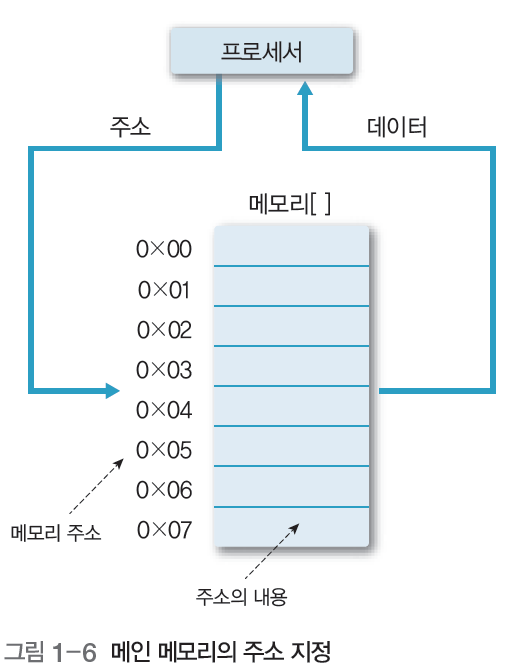 프로세서
주소
데이터
메모리[ ]
0×00
0×01
0×02
0×03
0×04
0×05
0×06
0×07
메모리 주소
주소의 내용
그림 1-6 메인 메모리의 주소 지정